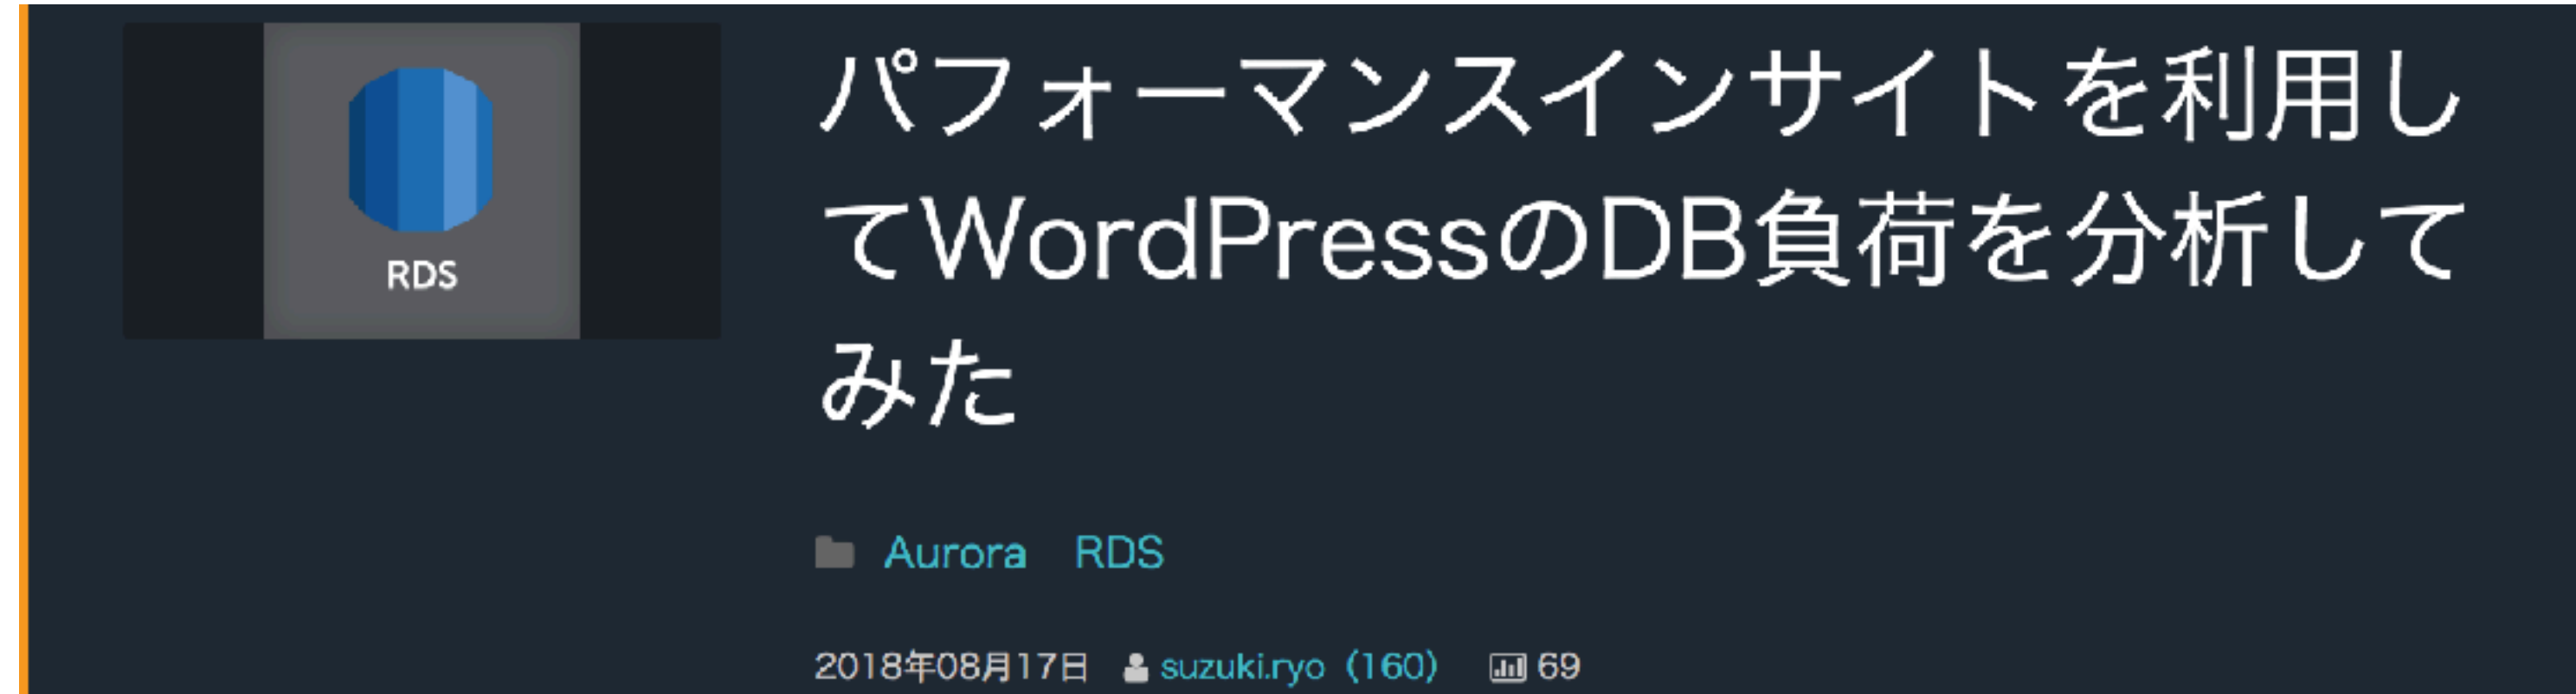 RDS
パフォーマンスインサイトを利用し
てWordPressのDB負荷を分析して
みた
Aurora RDS
2018年08月17日 suzuki.ryo (160) 69